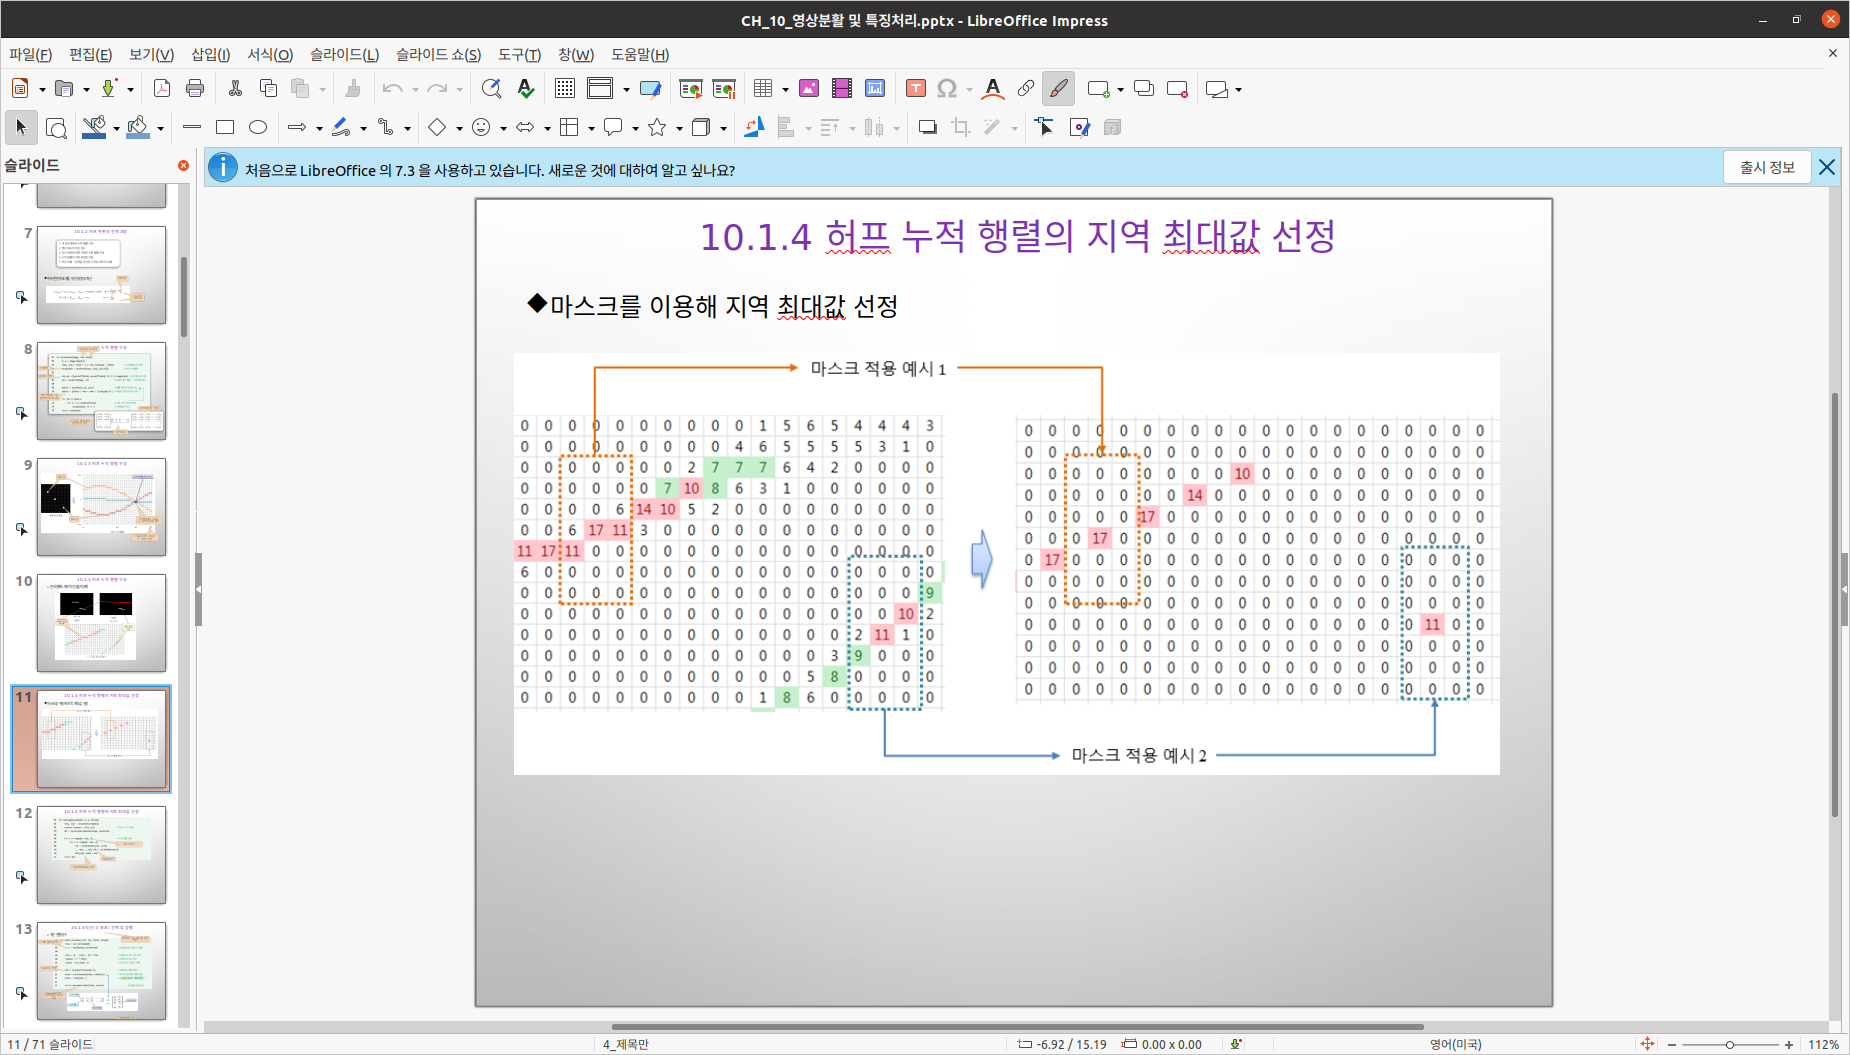 CH_10_영상분활 및 특징처리.pptx - LibreOffice Impress
파일(F) 편집(E) 보기(V) 삽입(I) 서식(O) 슬라이드(L) 슬라이드 쇼(S) 도구(T) 창(W) 도움말(H)
슬라이드
처음으로 LibreOffice 의 7.3 을 사용하고 있습니다. 새로운 것에 대하여 알고 싶나요?
출시 정보
7
8
9
10
11
12
13
10.1.4 허프 누적 행렬의 지역 최대값 선정
◆마스크를 이용해 지역 최대값 선정
마스크 적용 예시 1
0 0 0 0 0 0 0 0 0 0 1 5 6 5 4 4 4 3
0 0 0 0 0 0 0 0 0 4 6 5 5 5 5 3 1 0
0 0 0 0 0 0 0 2 7 7 7 6 4 2 0 0 0 0
0 0 0 0 0 0 7 10 8 6 3 1 0 0 0 0 0 0
0 0 0 0 6 14 10 5 2 0 0 0 0 0 0 0 0 0
0 0 6 17 11 3 0 0 0 0 0 0 0 0 0 0 0 0
11 17 11 0 0 0 0 0 0 0 0 0 0 0 0 0 0 0
6 0 0 0 0 0 0 0 0 0 0 0 0 0 0 0 0 0
0 0 0 0 0 0 0 0 0 0 0 0 0 0 0 0 0 9
0 0 0 0 0 0 0 0 0 0 0 0 0 0 0 0 10 2
0 0 0 0 0 0 0 0 0 0 0 0 0 0 2 11 1 0
0 0 0 0 0 0 0 0 0 0 0 0 0 3 9 0 0 0
0 0 0 0 0 0 0 0 0 0 0 0 5 8 0 0 0 0
0 0 0 0 0 0 0 0 0 0 1 8 6 0 0 0 0 0
0 0 0 0 0 0 0 0 0 0 0 0 0 0 0 0 0 0 0 0
0 0 0 0 0 0 0 0 0 0 0 0 0 0 0 0 0 0 0 0
0 0 0 0 0 0 0 0 0 10 0 0 0 0 0 0 0 0 0 0
0 0 0 0 0 0 0 14 0 0 0 0 0 0 0 0 0 0 0 0
0 0 0 0 0 17 0 0 0 0 0 0 0 0 0 0 0 0 0 0
0 0 0 17 0 0 0 0 0 0 0 0 0 0 0 0 0 0 0 0
0 17 0 0 0 0 0 0 0 0 0 0 0 0 0 0 0 0 0 0
0 0 0 0 0 0 0 0 0 0 0 0 0 0 0 0 0 0 0 0
0 0 0 0 0 0 0 0 0 0 0 0 0 0 0 0 0 0 0 0
0 0 0 0 0 0 0 0 0 0 0 0 0 0 0 0 0 11 0 0
0 0 0 0 0 0 0 0 0 0 0 0 0 0 0 0 0 0 0 0
0 0 0 0 0 0 0 0 0 0 0 0 0 0 0 0 0 0 0 0
0 0 0 0 0 0 0 0 0 0 0 0 0 0 0 0 0 0 0 0
마스크 적용 예시 2
11 / 71 슬라이드
4_제목만
-6.92 / 15.19
0.00 x 0.00
영어(미국)
112%